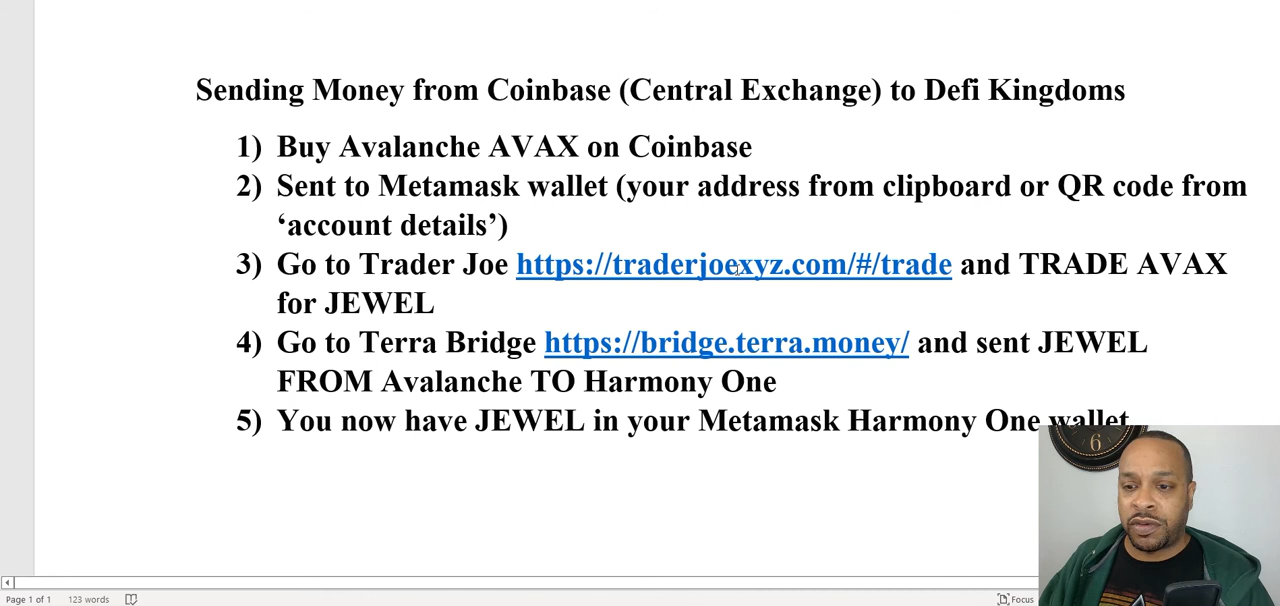 Sending Money from Coinbase (Central Exchange) to Defi Kingdoms
1) Buy Avalanche AVAX on Coinbase
2) Sent to Metamask wallet (your address from clipboard or QR code from
‘account details’)
3) Go to Trader Joe https://traderjoexyz.com/#/trade and TRADE AVAX
for JEWEL
4) Go to Terra Bridge https://bridge.terra.money/ and sent JEWEL
FROM Avalanche TO Harmony One
5) You now have JEWEL in your Metamask Harmony One wallet
6
Page 1 of 1 123 words Focus